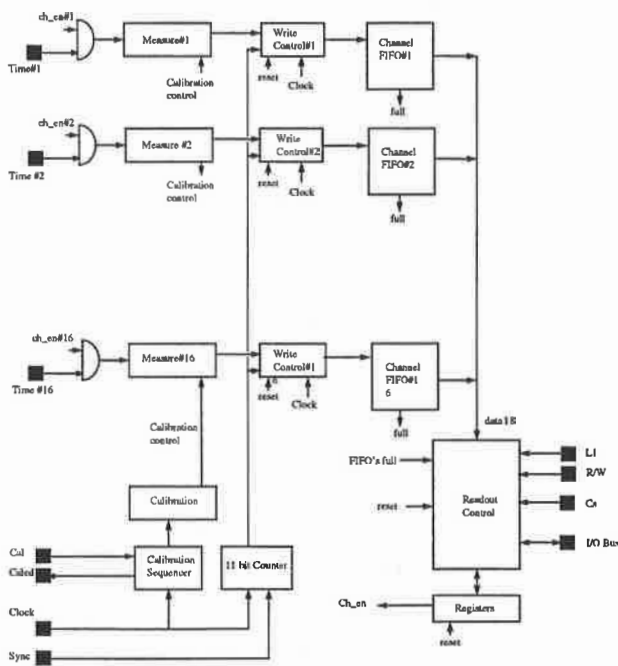 ch_en#1
Time#1
Measure#1
Calibration
control
Write
Control#1
reset
Clock
Channel
FIFO#1
full
ch_en#2
Time #2
Measure #2
Calibration
control
Write
Control#2
reset
Clock
Channel
FIFO#2
full
ch_en#16
Time #16
Measure#16
Calibration
control
Write
Control#1
6
reset
Clock
Channel
FIFO#1
6
full
data18
FIFO's full
reset
Readout
Control
L1
R/W
Cs
I/O Bus
Calibration
Cal
Caled
Calibration
Sequencer
11 bit Counter
Clock
Sync
Ch_en
Registers
reset